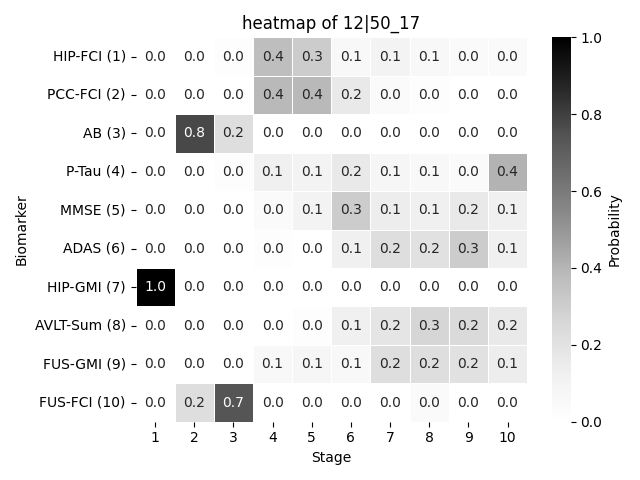 heatmap of 12|50_17
HIP-FCI (1) 0.0 0.0 0.0 0.4 0.3 0.1 0.1 0.1 0.0 0.0
PCC-FCI (2) 0.0 0.0 0.0 0.4 0.4 0.2 0.0 0.0 0.0 0.0
AB (3) 0.0 0.8 0.2 0.0 0.0 0.0 0.0 0.0 0.0 0.0
P-Tau (4) 0.0 0.0 0.0 0.1 0.1 0.2 0.1 0.1 0.0 0.4
MMSE (5) 0.0 0.0 0.0 0.0 0.1 0.3 0.1 0.1 0.2 0.1
ADAS (6) 0.0 0.0 0.0 0.0 0.0 0.1 0.2 0.2 0.3 0.1
HIP-GMI (7) 1.0 0.0 0.0 0.0 0.0 0.0 0.0 0.0 0.0 0.0
AVLT-Sum (8) 0.0 0.0 0.0 0.0 0.0 0.1 0.2 0.3 0.2 0.2
FUS-GMI (9) 0.0 0.0 0.0 0.1 0.1 0.1 0.2 0.2 0.2 0.1
FUS-FCI (10) 0.0 0.2 0.7 0.0 0.0 0.0 0.0 0.0 0.0 0.0
1 2 3 4 5 6 7 8 9 10
Stage
Biomarker
1.0
0.8
0.6
0.4
0.2
0.0
Probability